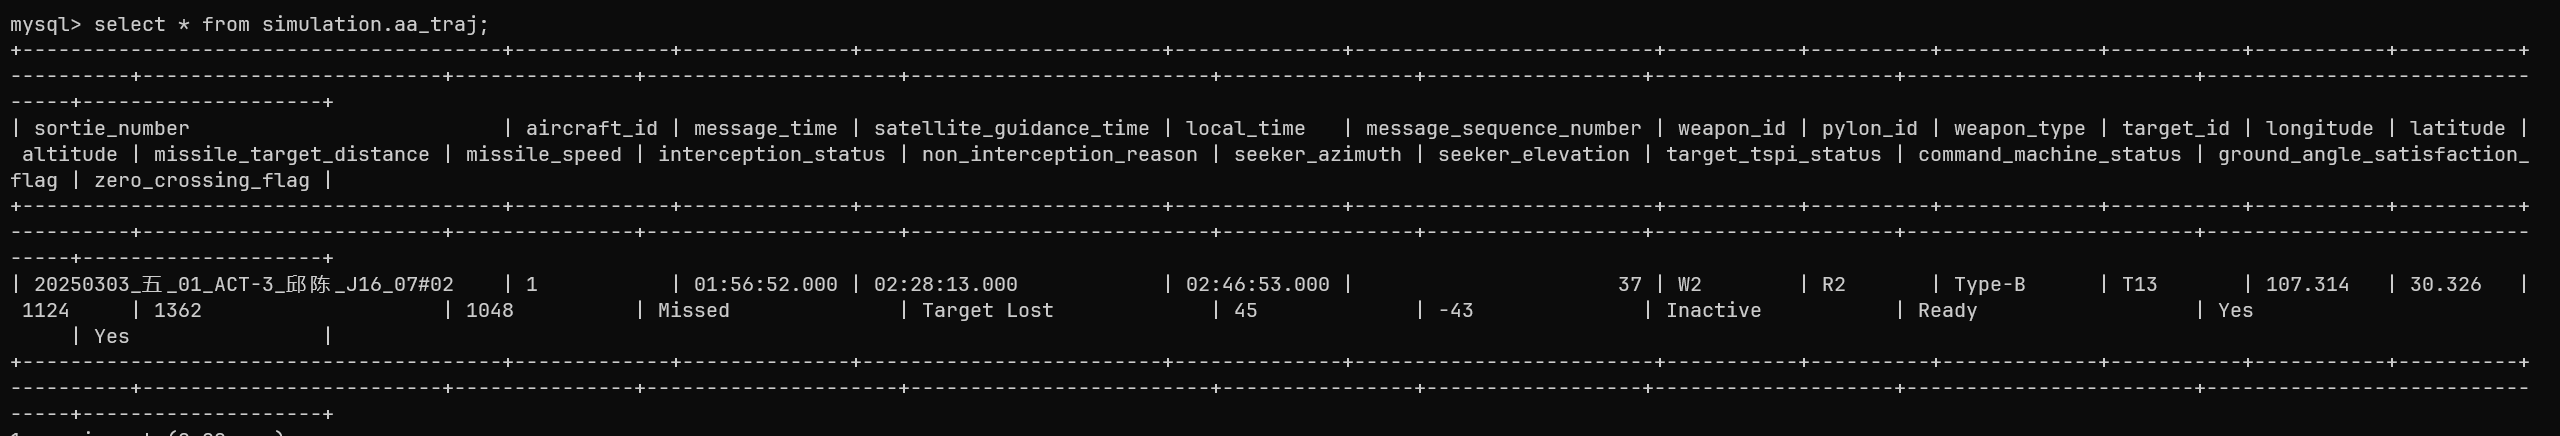 mysql> select * from simulation.aa_traj;
+----------------------------------------+-------------+--------------+-------------------------+--------------+-------------------------+-----------+----------+-------------+-----------+-----------+----------+
----------+-------------------------+---------------+---------------------+-------------------------+----------------+------------------+--------------------+------------------------+---------------------------
-----+--------------------+
| sortie_number                          | aircraft_id | message_time | satellite_guidance_time | local_time   | message_sequence_number | weapon_id | pylon_id | weapon_type | target_id | longitude | latitude |
 altitude | missile_target_distance | missile_speed | interception_status | non_interception_reason | seeker_azimuth | seeker_elevation | target_tspi_status | command_machine_status | ground_angle_satisfaction_
flag | zero_crossing_flag |
+----------------------------------------+-------------+--------------+-------------------------+--------------+-------------------------+-----------+----------+-------------+-----------+-----------+----------+
----------+-------------------------+---------------+---------------------+-------------------------+----------------+------------------+--------------------+------------------------+---------------------------
-----+--------------------+
| 20250303_五_01_ACT-3_邱陈_J16_07#02    | 1           | 01:56:52.000 | 02:28:13.000            | 02:46:53.000 |                      37 | W2        | R2       | Type-B      | T13       | 107.314   | 30.326   |
 1124     | 1362                    | 1048          | Missed              | Target Lost             | 45             | -43              | Inactive           | Ready                  | Yes
     | Yes                |
+----------------------------------------+-------------+--------------+-------------------------+--------------+-------------------------+-----------+----------+-------------+-----------+-----------+----------+
----------+-------------------------+---------------+---------------------+-------------------------+----------------+------------------+--------------------+------------------------+---------------------------
-----+--------------------+